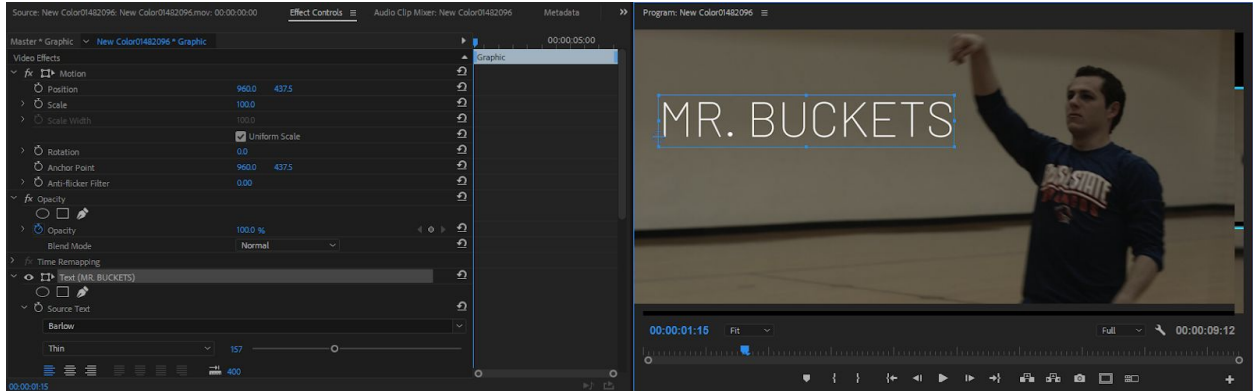 Source: New Color01482096: New Color01482096.mov: 00:00:00:00 Effect Controls Audio Clip Mixer: New Color01482096 Metadata
Program: New Color01482096
Master * Graphic New Color01482096 * Graphic 00:00:05:00
Video Effects Graphic
fx Motion
Position 960.0 437.5
Scale 100.0
Scale Width 100.0
Uniform Scale
Rotation 0.0
Anchor Point 960.0 437.5
Anti-flicker Filter 0.00
fx Opacity
Opacity 100.0 %
Blend Mode Normal
fx Time Remapping
Text (MR. BUCKETS)
Source Text
Barlow
Thin 157
400
00:00:01:15
MR. BUCKETS
STATE
00:00:01:15 Fit Full 00:00:09:12